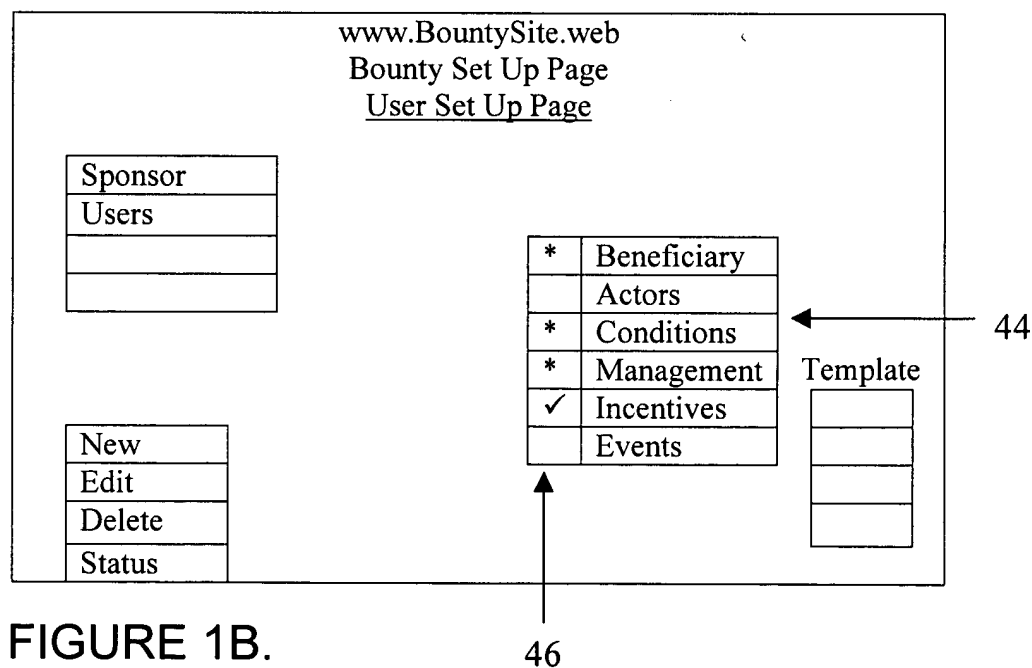 www.BountySite.web
Bounty Set Up Page
User Set Up Page
Sponsor
Users
* Beneficiary
Actors
* Conditions
* Management
✓ Incentives
Events
44
Template
New
Edit
Delete
Status
FIGURE 1B.
46